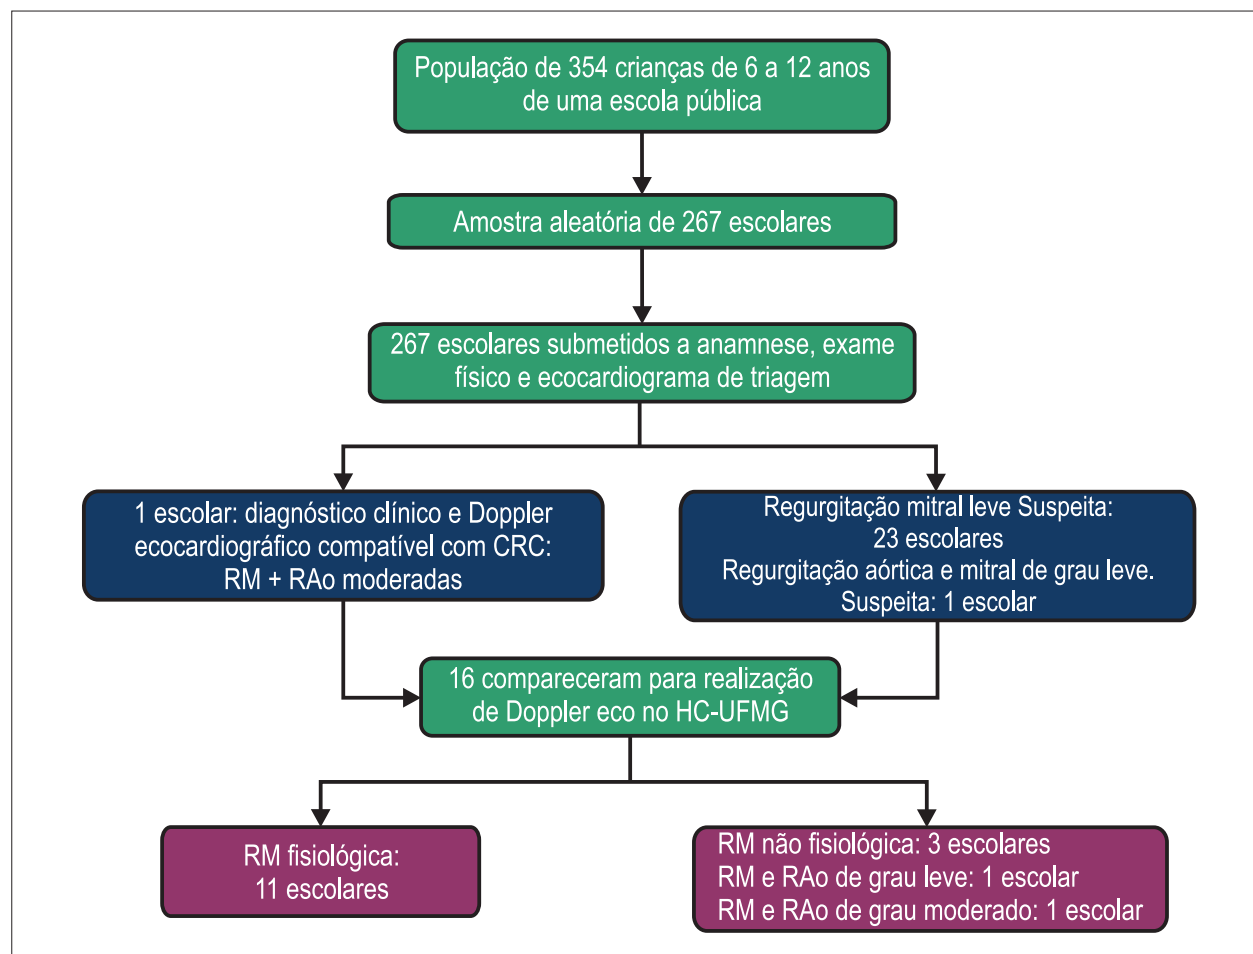 População de 354 crianças de 6 a 12 anos
de uma escola pública
Amostra aleatória de 267 escolares
267 escolares submetidos a anamnese, exame
físico e ecocardiograma de triagem
1 escolar: diagnóstico clínico e Doppler
ecocardiográfico compatível com CRC:
RM + RAo moderadas
Regurgitação mitral leve Suspeita:
23 escolares
Regurgitação aórtica e mitral de grau leve.
Suspeita: 1 escolar
16 compareceram para realização
de Doppler eco no HC-UFMG
RM fisiológica:
11 escolares
RM não fisiológica: 3 escolares
RM e RAo de grau leve: 1 escolar
RM e RAo de grau moderado: 1 escolar